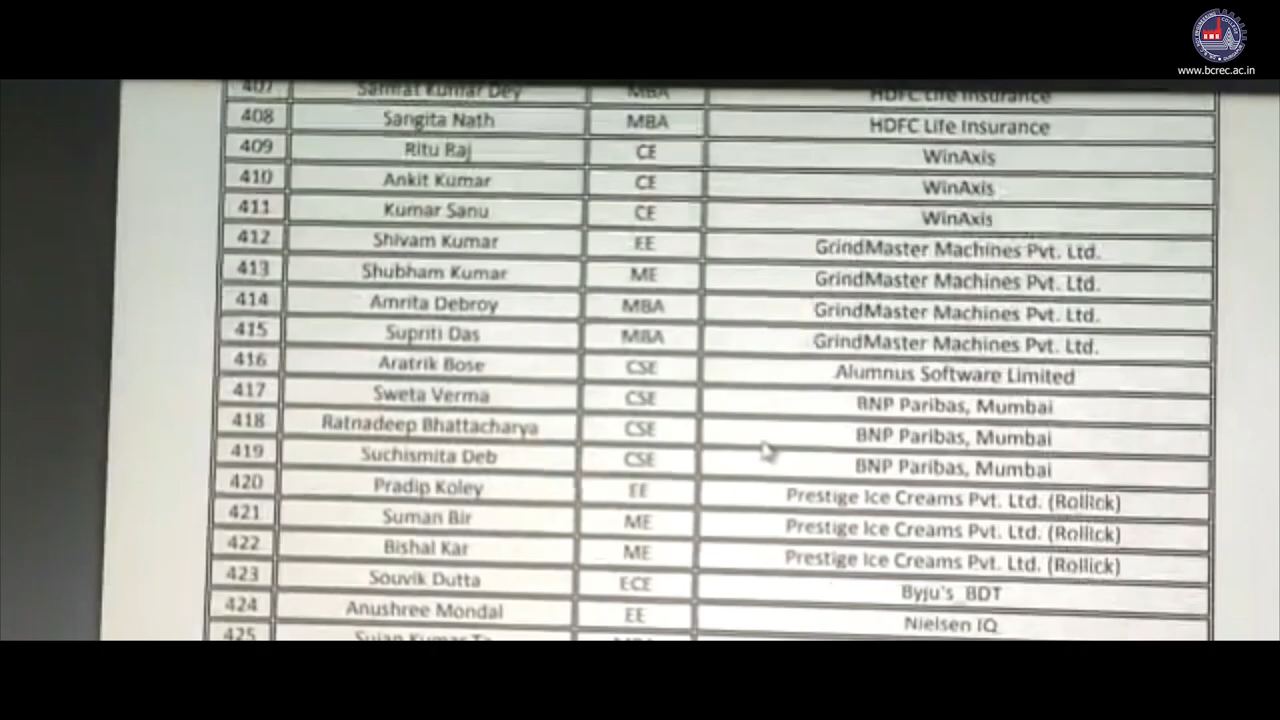 www.bcrec.ac.in
407 Samrat Kumar Dey MBA HDFC Life Insurance
408 Sangita Nath MBA HDFC Life Insurance
409 Ritu Raj CE WinAxis
410 Ankit Kumar CE WinAxis
411 Kumar Sanu CE WinAxis
412 Shivam Kumar EE GrindMaster Machines Pvt. Ltd.
413 Shubham Kumar ME GrindMaster Machines Pvt. Ltd.
414 Amrita Debroy MBA GrindMaster Machines Pvt. Ltd.
415 Supriti Das MBA GrindMaster Machines Pvt. Ltd.
416 Aratrik Bose CSE Alumnus Software Limited
417 Sweta Verma CSE BNP Paribas, Mumbai
418 Ratnadeep Bhattacharya CSE BNP Paribas, Mumbai
419 Suchismita Deb CSE BNP Paribas, Mumbai
420 Pradip Koley EE Prestige Ice Creams Pvt. Ltd. (Rollick)
421 Suman Bir ME Prestige Ice Creams Pvt. Ltd. (Rollick)
422 Bishal Kar ME Prestige Ice Creams Pvt. Ltd. (Rollick)
423 Souvik Dutta ECE Byju's_BDT
424 Anushree Mondal EE Nielsen IQ
425